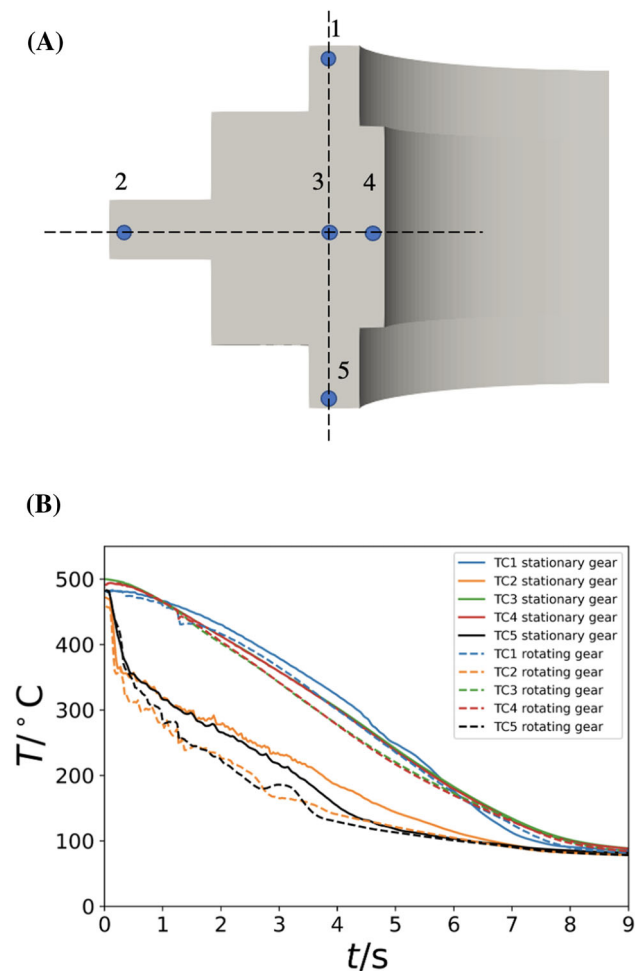 (A)
1
2
3
4
5
(B)
500
400
300
200
100
0
T/°C
TC1 stationary gear
TC2 stationary gear
TC3 stationary gear
TC4 stationary gear
TC5 stationary gear
TC1 rotating gear
TC2 rotating gear
TC3 rotating gear
TC4 rotating gear
TC5 rotating gear
0 1 2 3 4 5 6 7 8 9
t/s